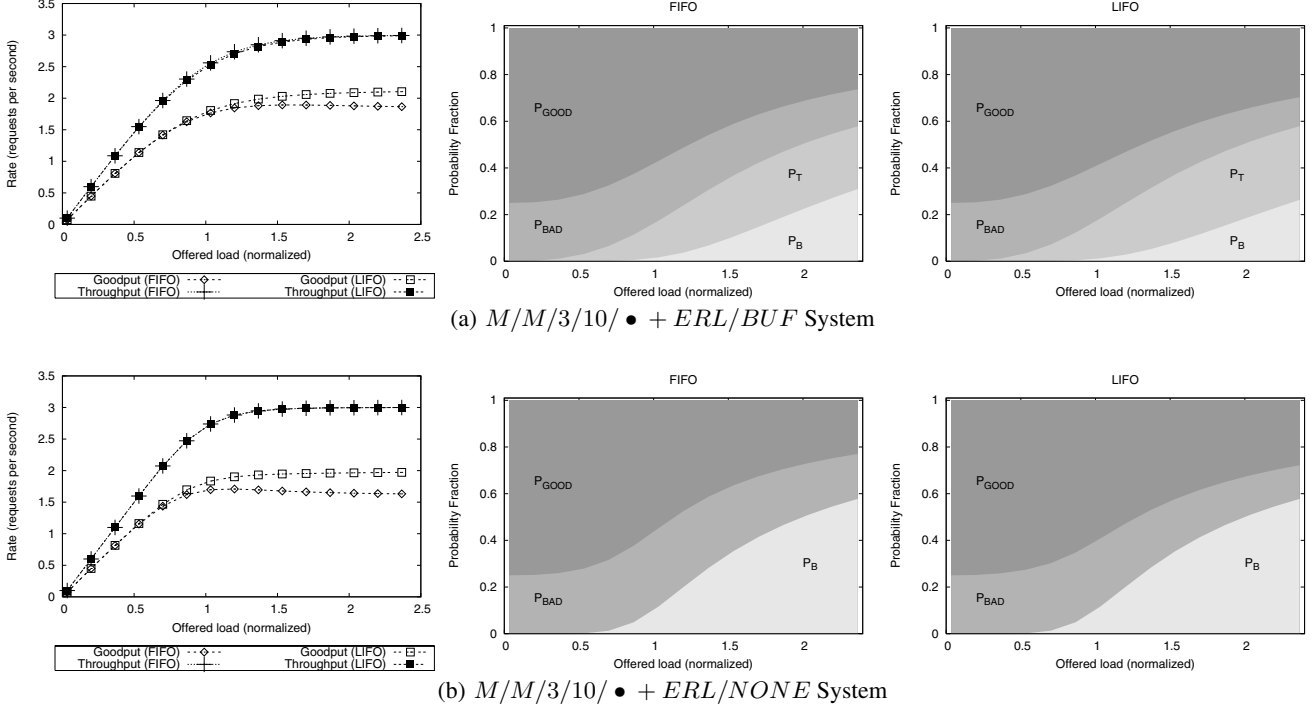 FIFO
LIFO
3.5
3
2.5
2
1.5
1
0.5
0
Rate (requests per second)
0 0.5 1 1.5 2 2.5
Offered load (normalized)
Goodput (FIFO)
Throughput (FIFO)
Goodput (LIFO)
Throughput (LIFO)
1
0.8
0.6
0.4
0.2
0
Probability Fraction
P_GOOD
P_BAD
P_T
P_B
0 0.5 1 1.5 2
Offered load (normalized)
1
0.8
0.6
0.4
0.2
0
Probability Fraction
P_GOOD
P_BAD
P_T
P_B
0 0.5 1 1.5 2
Offered load (normalized)
(a) M/M/3/10/ • + ERL/BUF System
FIFO
LIFO
3.5
3
2.5
2
1.5
1
0.5
0
Rate (requests per second)
0 0.5 1 1.5 2 2.5
Offered load (normalized)
Goodput (FIFO)
Throughput (FIFO)
Goodput (LIFO)
Throughput (LIFO)
1
0.8
0.6
0.4
0.2
0
Probability Fraction
P_GOOD
P_BAD
P_B
0 0.5 1 1.5 2
Offered load (normalized)
1
0.8
0.6
0.4
0.2
0
Probability Fraction
P_GOOD
P_BAD
P_B
0 0.5 1 1.5 2
Offered load (normalized)
(b) M/M/3/10/ • + ERL/NONE System